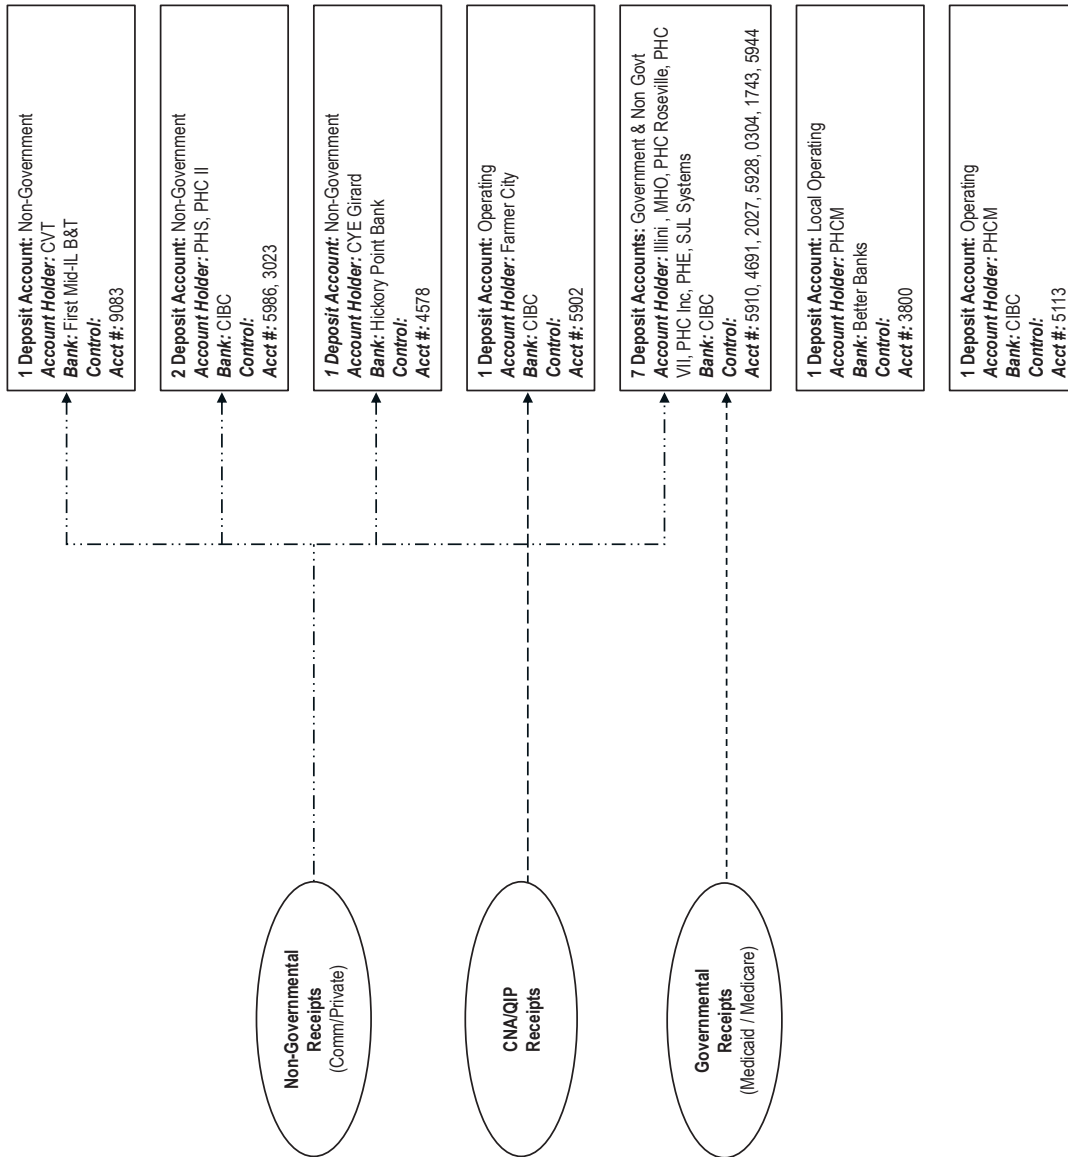 Non-Governmental
Receipts
(Comm/Private)
CNA/QIP
Receipts
Governmental
Receipts
(Medicaid / Medicare)
1 Deposit Account: Non-Government
Account Holder: CVT
Bank: First Mid-IL B&T
Control:
Acct #: 9083
2 Deposit Account: Non-Government
Account Holder: PHS, PHC II
Bank: CIBC
Control:
Acct #: 5986, 3023
1 Deposit Account: Non-Government
Account Holder: CYE Girard
Bank: Hickory Point Bank
Control:
Acct #: 4578
1 Deposit Account: Operating
Account Holder: Farmer City
Bank: CIBC
Control:
Acct #: 5902
7 Deposit Accounts: Government & Non Govt
Account Holder: Illini , MHO, PHC Roseville, PHC
VII, PHC Inc, PHE, SJL Systems
Bank: CIBC
Control:
Acct #: 5910, 4691, 2027, 5928, 0304, 1743, 5944
1 Deposit Account: Local Operating
Account Holder: PHCM
Bank: Better Banks
Control:
Acct #: 3800
1 Deposit Account: Operating
Account Holder: PHCM
Bank: CIBC
Control:
Acct #: 5113